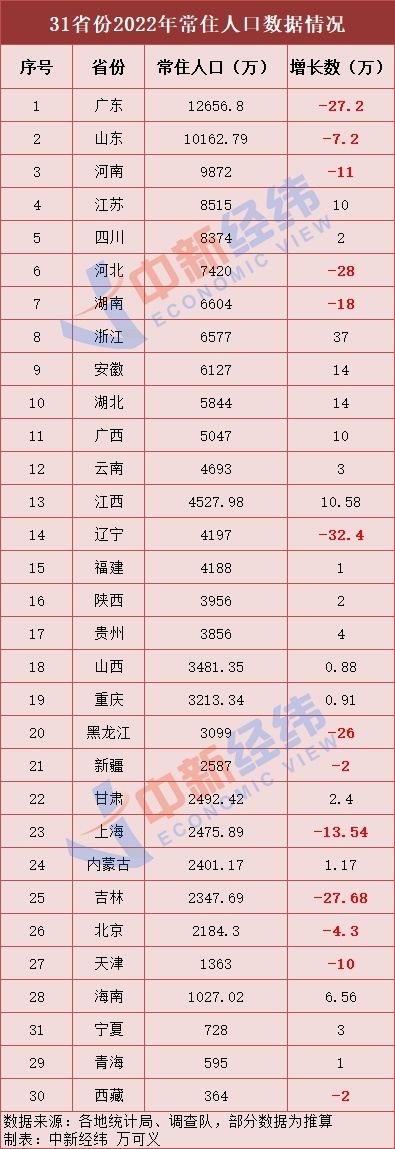 31省份2022年常住人口数据情况
序号 省份 常住人口（万） 增长数（万）
1 广东 12656.8 -27.2
2 山东 10162.79 -7.2
3 河南 9872 -11
4 江苏 8515 10
5 四川 8374 2
6 河北 7420 -28
7 湖南 6604 -18
8 浙江 6577 37
9 安徽 6127 14
10 湖北 5844 14
11 广西 5047 10
12 云南 4693 3
13 江西 4527.98 10.58
14 辽宁 4197 -32.4
15 福建 4188 1
16 陕西 3956 2
17 贵州 3856 4
18 山西 3481.35 0.88
19 重庆 3213.34 0.91
20 黑龙江 3099 -26
21 新疆 2587 -2
22 甘肃 2492.42 2.4
23 上海 2475.89 -13.54
24 内蒙古 2401.17 1.17
25 吉林 2347.69 -27.68
26 北京 2184.3 -4.3
27 天津 1363 -10
28 海南 1027.02 6.56
31 宁夏 728 3
29 青海 595 1
30 西藏 364 -2
数据来源：各地统计局、调查队，部分数据为推算
制表：中新经纬 万可义
中新经纬
ECONOMIC VIEW
中新经纬
ECONOMIC VIEW